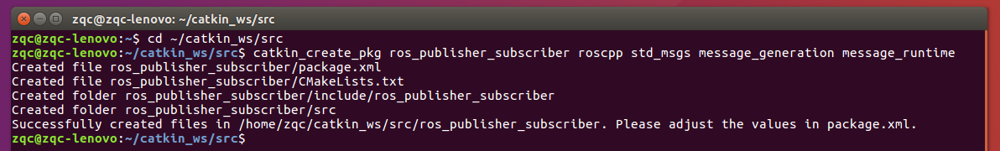 zqc@zqc-lenovo: ~/catkin_ws/src
zqc@zqc-lenovo:~$ cd ~/catkin_ws/src
zqc@zqc-lenovo:~/catkin_ws/src$ catkin_create_pkg ros_publisher_subscriber roscpp std_msgs message_generation message_runtime
Created file ros_publisher_subscriber/package.xml
Created file ros_publisher_subscriber/CMakeLists.txt
Created folder ros_publisher_subscriber/include/ros_publisher_subscriber
Created folder ros_publisher_subscriber/src
Successfully created files in /home/zqc/catkin_ws/src/ros_publisher_subscriber. Please adjust the values in package.xml.
zqc@zqc-lenovo:~/catkin_ws/src$